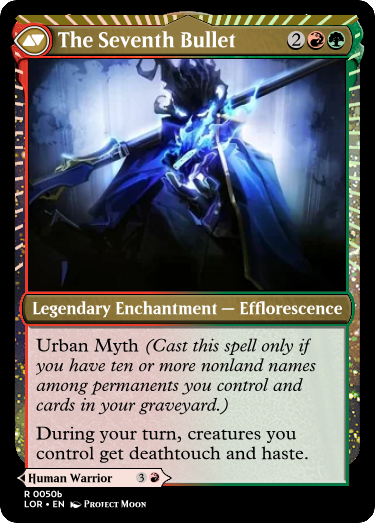 The Seventh Bullet 2
Legendary Enchantment — Efflorescence
Urban Myth (Cast this spell only if
you have ten or more nonland names
among permanents you control and
cards in your graveyard.)
During your turn, creatures you
control get deathtouch and haste.
Human Warrior 3
R 0050b
LOR • EN Project Moon